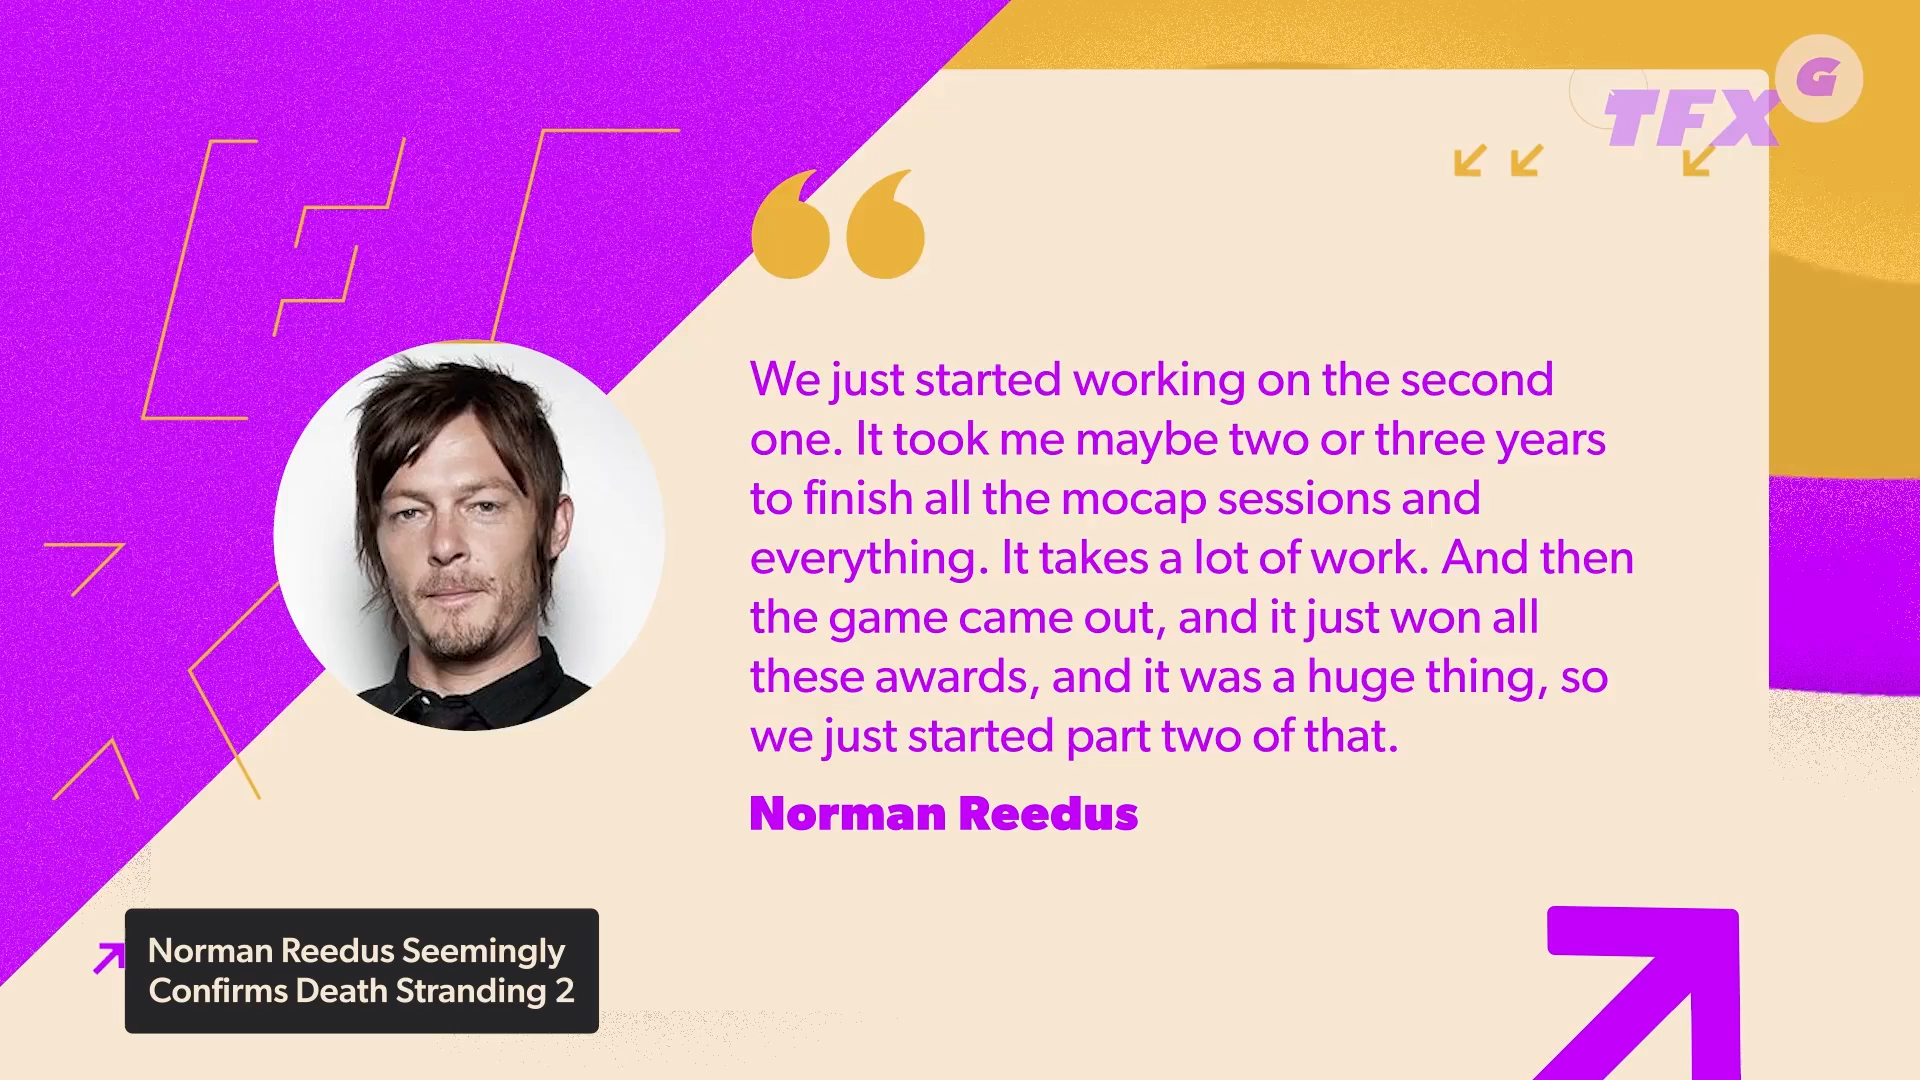 TFX
G
We just started working on the second
one. It took me maybe two or three years
to finish all the mocap sessions and
everything. It takes a lot of work. And then
the game came out, and it just won all
these awards, and it was a huge thing, so
we just started part two of that.
Norman Reedus
Norman Reedus Seemingly
Confirms Death Stranding 2